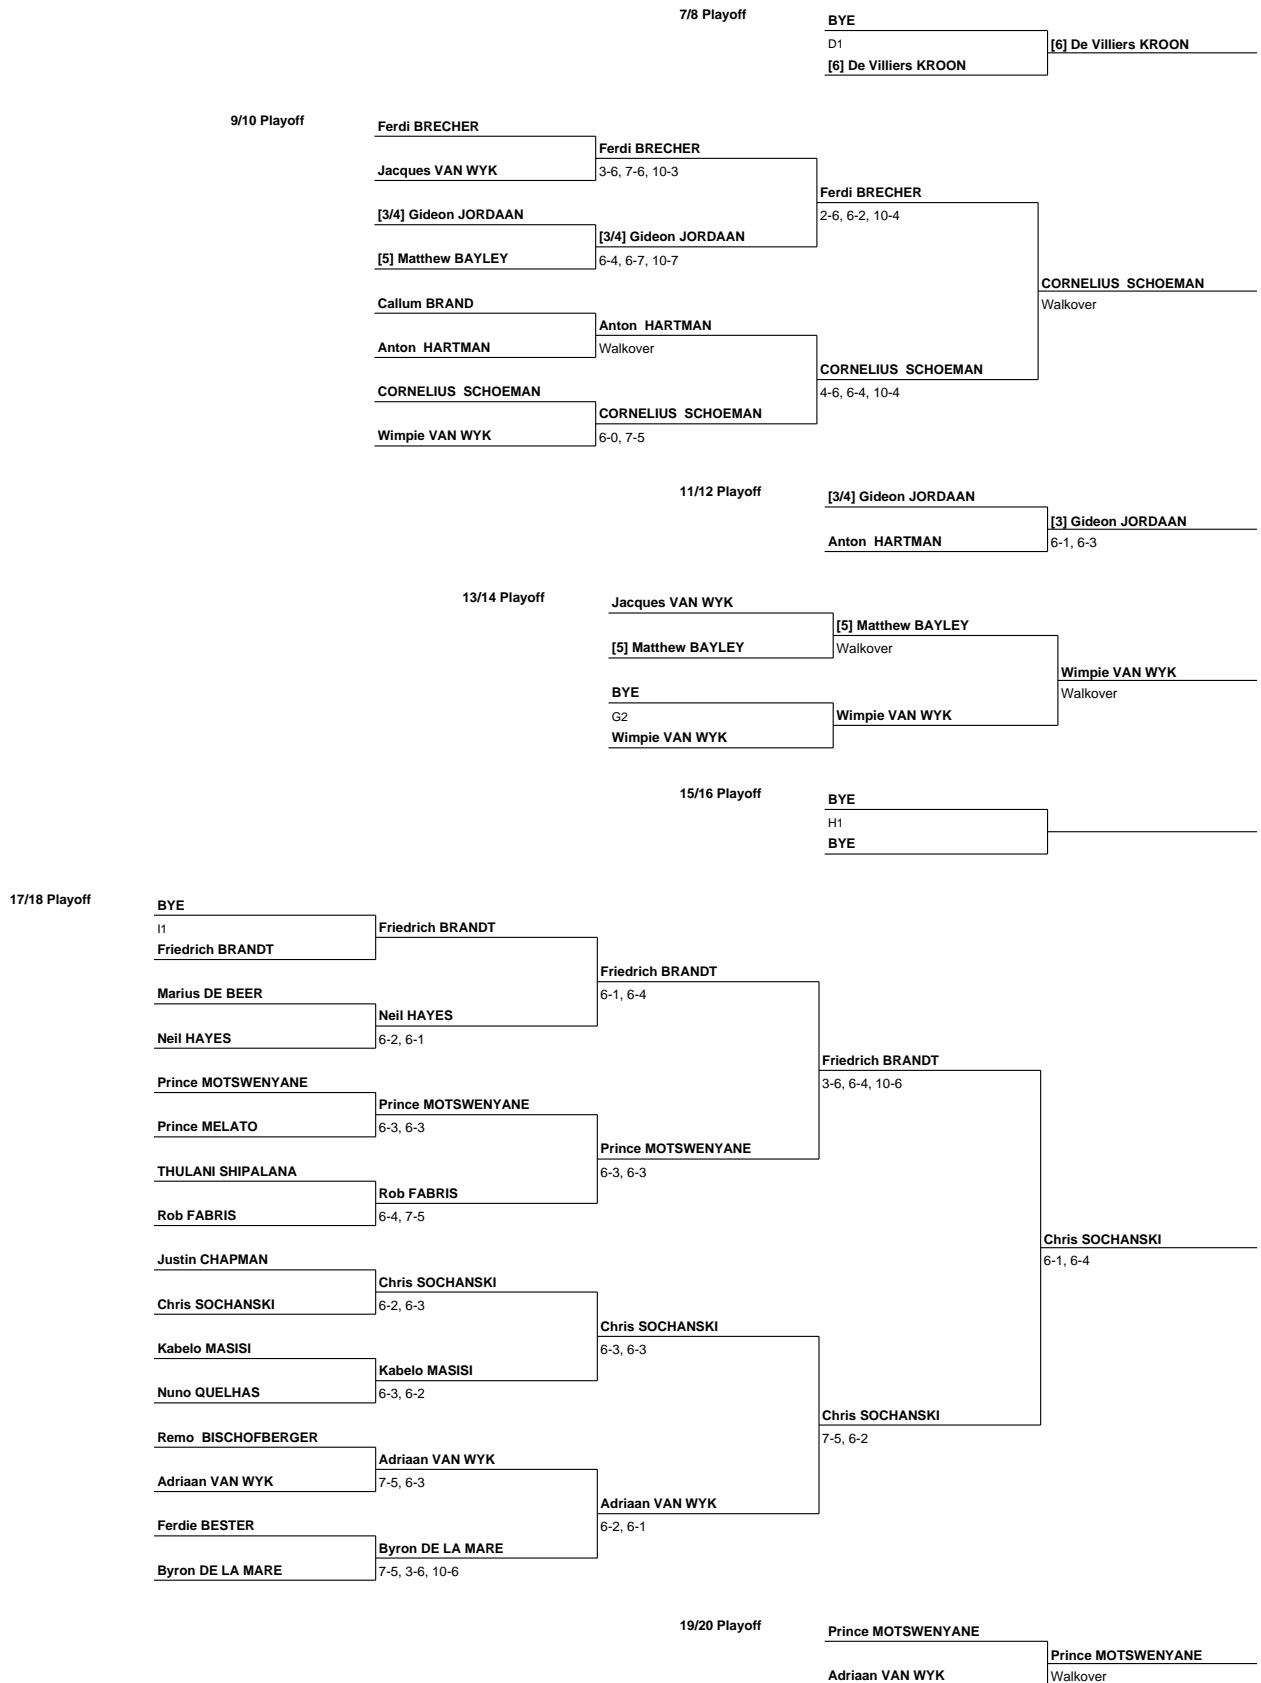 7/8 Playoff
BYE
D1
[6] De Villiers KROON
[6] De Villiers KROON
9/10 Playoff
Ferdi BRECHER
Ferdi BRECHER
Jacques VAN WYK
3-6, 7-6, 10-3
Ferdi BRECHER
[3/4] Gideon JORDAAN
2-6, 6-2, 10-4
[3/4] Gideon JORDAAN
[5] Matthew BAYLEY
6-4, 6-7, 10-7
CORNELIUS  SCHOEMAN
Callum BRAND
Walkover
Anton  HARTMAN
Anton  HARTMAN
Walkover
CORNELIUS  SCHOEMAN
CORNELIUS  SCHOEMAN
4-6, 6-4, 10-4
CORNELIUS  SCHOEMAN
Wimpie VAN WYK
6-0, 7-5
11/12 Playoff
[3/4] Gideon JORDAAN
[3] Gideon JORDAAN
Anton  HARTMAN
6-1, 6-3
13/14 Playoff
Jacques VAN WYK
[5] Matthew BAYLEY
[5] Matthew BAYLEY
Walkover
Wimpie VAN WYK
BYE
Walkover
G2
Wimpie VAN WYK
Wimpie VAN WYK
15/16 Playoff
BYE
H1
BYE
17/18 Playoff
BYE
I1
Friedrich BRANDT
Friedrich BRANDT
Friedrich BRANDT
Marius DE BEER
6-1, 6-4
Neil HAYES
Neil HAYES
6-2, 6-1
Friedrich BRANDT
Prince MOTSWENYANE
3-6, 6-4, 10-6
Prince MOTSWENYANE
Prince MELATO
6-3, 6-3
Prince MOTSWENYANE
THULANI SHIPALANA
6-3, 6-3
Rob FABRIS
Rob FABRIS
6-4, 7-5
Chris SOCHANSKI
Justin CHAPMAN
6-1, 6-4
Chris SOCHANSKI
Chris SOCHANSKI
6-2, 6-3
Chris SOCHANSKI
Kabelo MASISI
6-3, 6-3
Kabelo MASISI
Nuno QUELHAS
6-3, 6-2
Chris SOCHANSKI
Remo  BISCHOFBERGER
7-5, 6-2
Adriaan VAN WYK
Adriaan VAN WYK
7-5, 6-3
Adriaan VAN WYK
Ferdie BESTER
6-2, 6-1
Byron DE LA MARE
Byron DE LA MARE
7-5, 3-6, 10-6
19/20 Playoff
Prince MOTSWENYANE
Prince MOTSWENYANE
Adriaan VAN WYK
Walkover